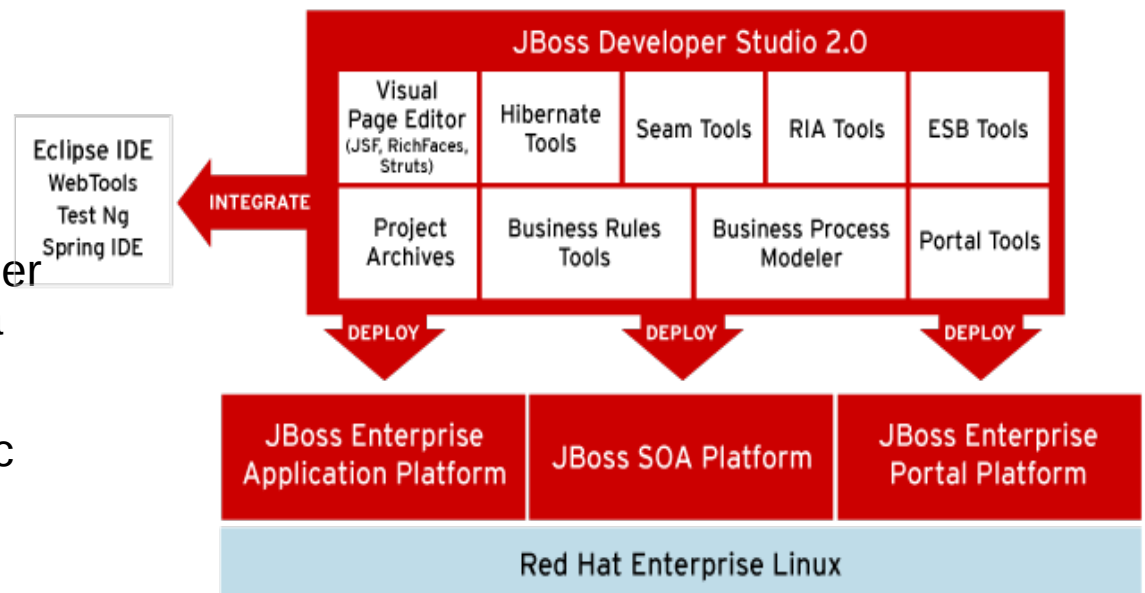 JBoss Developer Studio 2.0
Visual
Page Editor
(JSF, RichFaces,
Struts)
Hibernate
Tools
Seam Tools
RIA Tools
ESB Tools
Project
Archives
Business Rules
Tools
Business Process
Modeler
Portal Tools
INTEGRATE
Eclipse IDE
WebTools
Test Ng
Spring IDE
er
c
DEPLOY
DEPLOY
DEPLOY
JBoss Enterprise
Application Platform
JBoss SOA Platform
JBoss Enterprise
Portal Platform
Red Hat Enterprise Linux